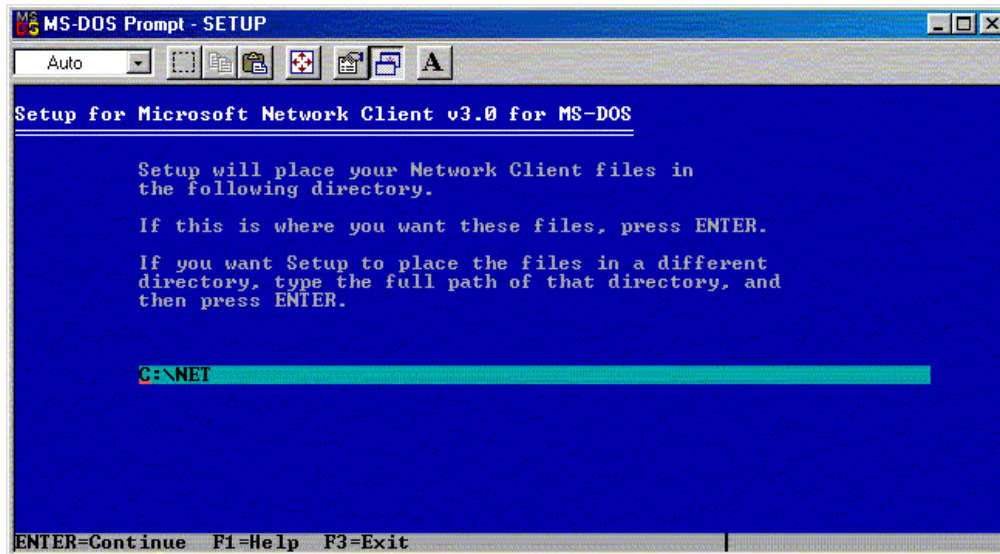 MS-DOS Prompt - SETUP
Auto
A
Setup for Microsoft Network Client v3.0 for MS-DOS
Setup will place your Network Client files in
the following directory.
If this is where you want these files, press ENTER.
If you want Setup to place the files in a different
directory, type the full path of that directory, and
then press ENTER.
C:\NET
ENTER=Continue F1=Help F3=Exit